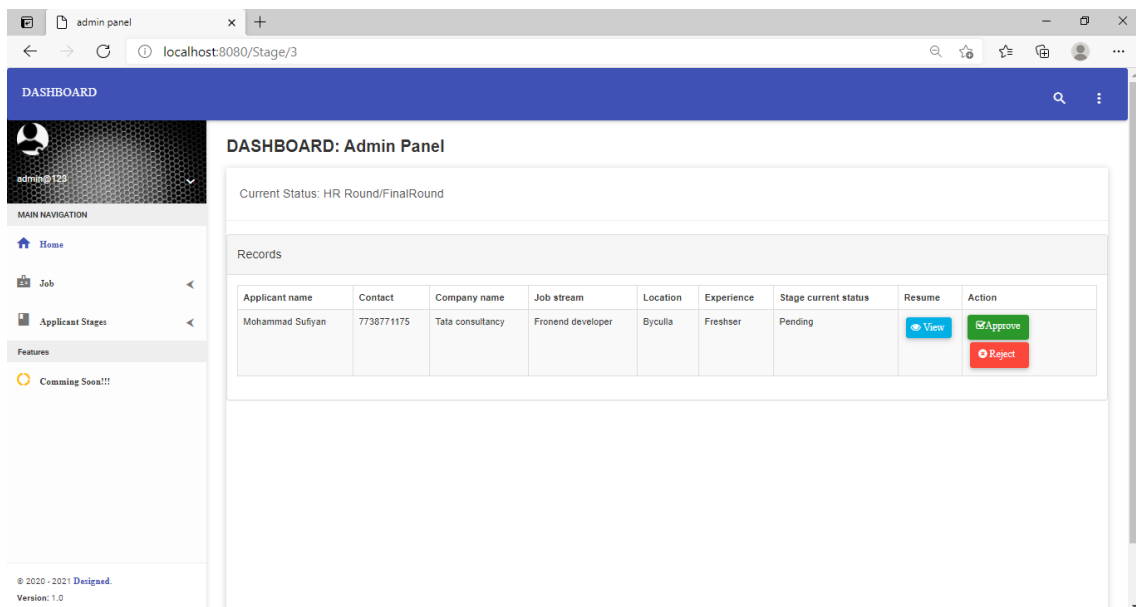 admin panel
localhost:8080/Stage/3
DASHBOARD
admin@123
MAIN NAVIGATION
Home
Job
Applicant Stages
Features
Comming Soon!!!
© 2020 - 2021 Designed.
Version: 1.0
DASHBOARD: Admin Panel
Current Status: HR Round/FinalRound
Records
Applicant name Contact Company name Job stream Location Experience Stage current status Resume Action
Mohammad Sufiyan 7738771175 Tata consultancy Fronend developer Byculla Freshser Pending View Approve
Reject